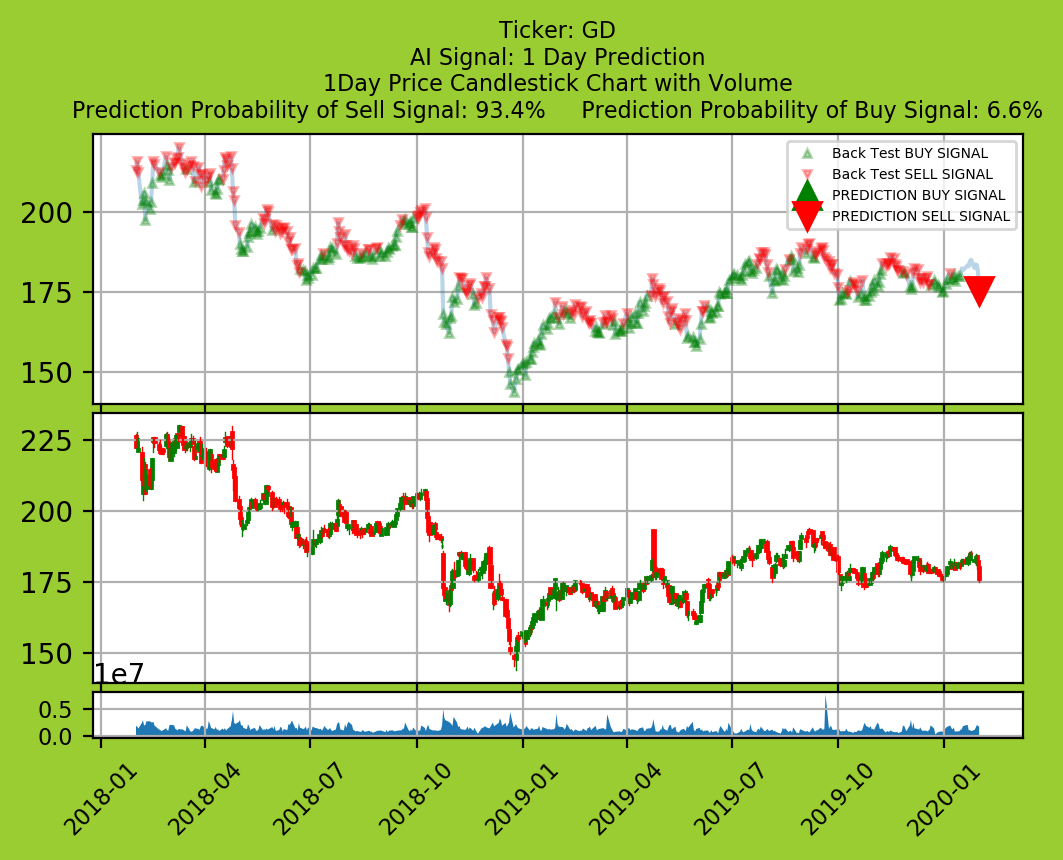 Ticker: GD
AI Signal: 1 Day Prediction
1Day Price Candlestick Chart with Volume
Prediction Probability of Sell Signal: 93.4%     Prediction Probability of Buy Signal: 6.6%
Back Test BUY SIGNAL
Back Test SELL SIGNAL
PREDICTION BUY SIGNAL
PREDICTION SELL SIGNAL
200
175
150
225
200
175
150
1e7
0.5
0.0
2018-01
2018-04
2018-07
2018-10
2019-01
2019-04
2019-07
2019-10
2020-01